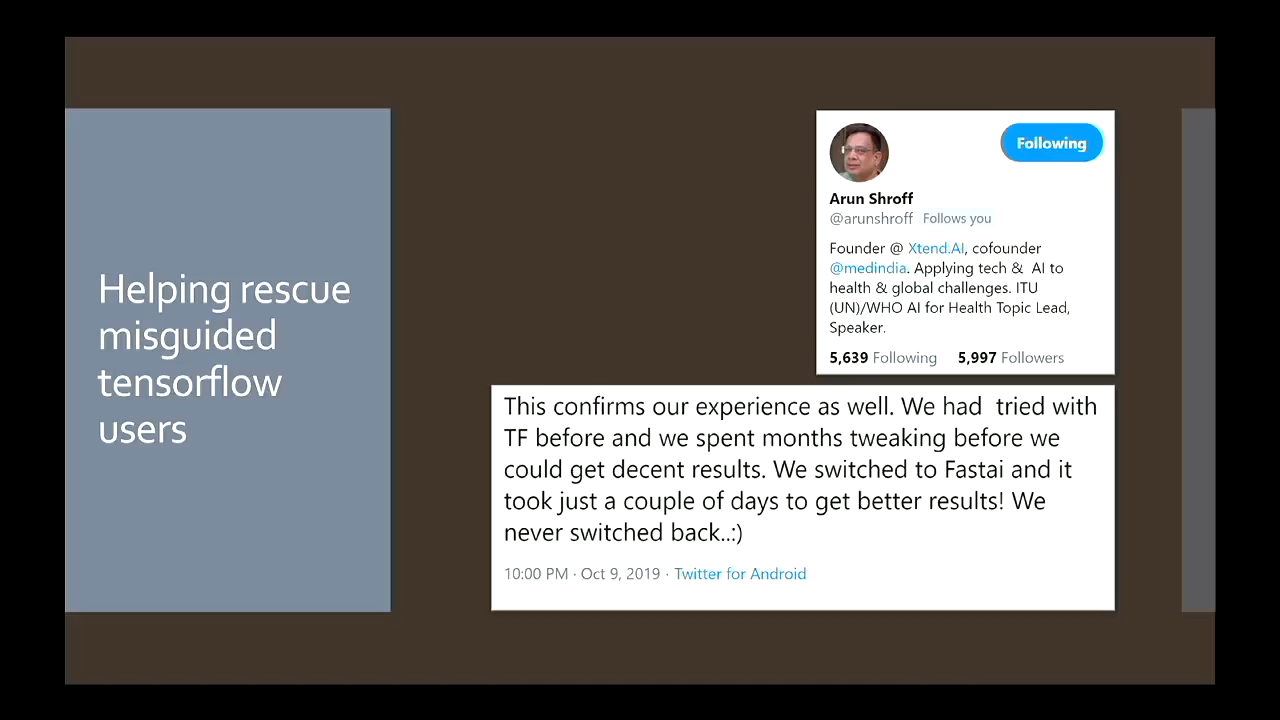 Helping rescue
misguided
tensorflow
users
Following
Arun Shroff
@arunshroff Follows you
Founder @ Xtend.AI, cofounder
@medindia. Applying tech & AI to
health & global challenges. ITU
(UN)/WHO AI for Health Topic Lead,
Speaker.
5,639 Following 5,997 Followers
This confirms our experience as well. We had tried with
TF before and we spent months tweaking before we
could get decent results. We switched to Fastai and it
took just a couple of days to get better results! We
never switched back..:)
10:00 PM · Oct 9, 2019 · Twitter for Android